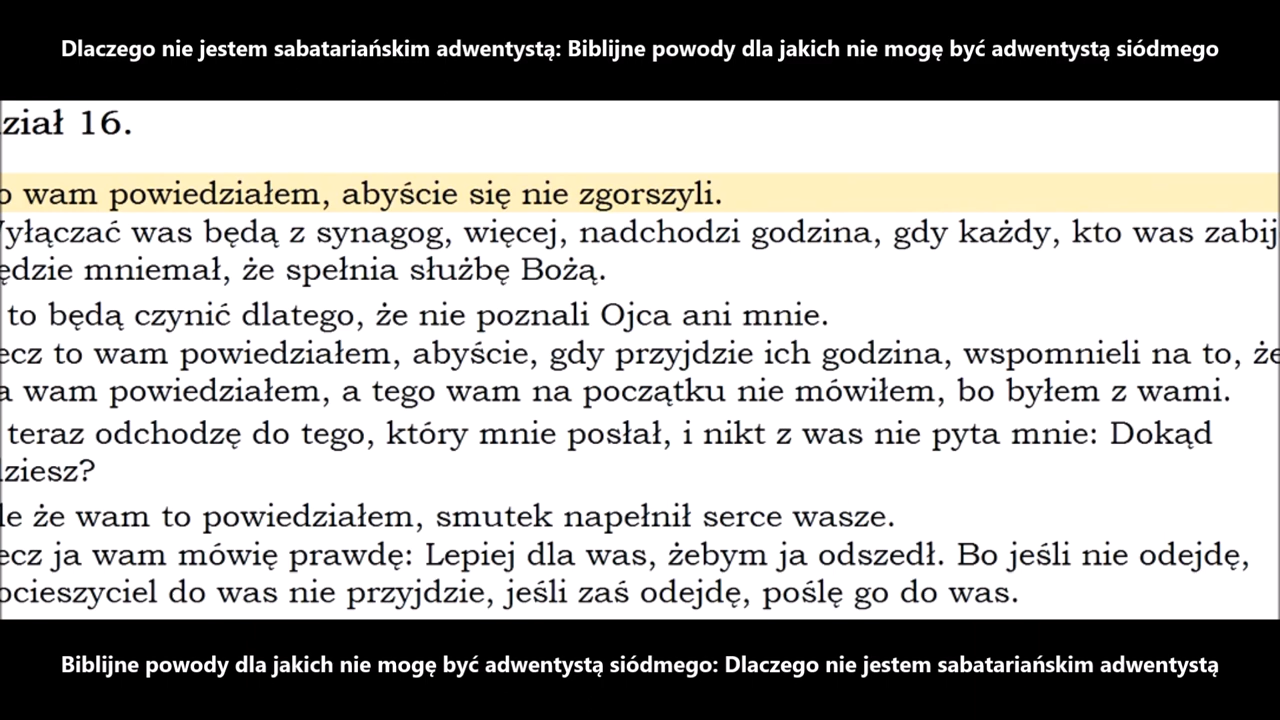 Dlaczego nie jestem sabatariańskim adwentystą: Biblijne powody dla jakich nie mogę być adwentystą siódmego
ział 16.
o wam powiedziałem, abyście się nie zgorszyli.
yłączać was będą z synagog, więcej, nadchodzi godzina, gdy każdy, kto was zabij
ędzie mniemał, że spełnia służbę Bożą.
to będą czynić dlatego, że nie poznali Ojca ani mnie.
ecz to wam powiedziałem, abyście, gdy przyjdzie ich godzina, wspomnieli na to, że
a wam powiedziałem, a tego wam na początku nie mówiłem, bo byłem z wami.
teraz odchodzę do tego, który mnie posłał, i nikt z was nie pyta mnie: Dokąd
dziesz?
le że wam to powiedziałem, smutek napełnił serce wasze.
ecz ja wam mówię prawdę: Lepiej dla was, żebym ja odszedł. Bo jeśli nie odejdę,
ocieszyciel do was nie przyjdzie, jeśli zaś odejdę, poślę go do was.
Biblijne powody dla jakich nie mogę być adwentystą siódmego: Dlaczego nie jestem sabatariańskim adwentystą